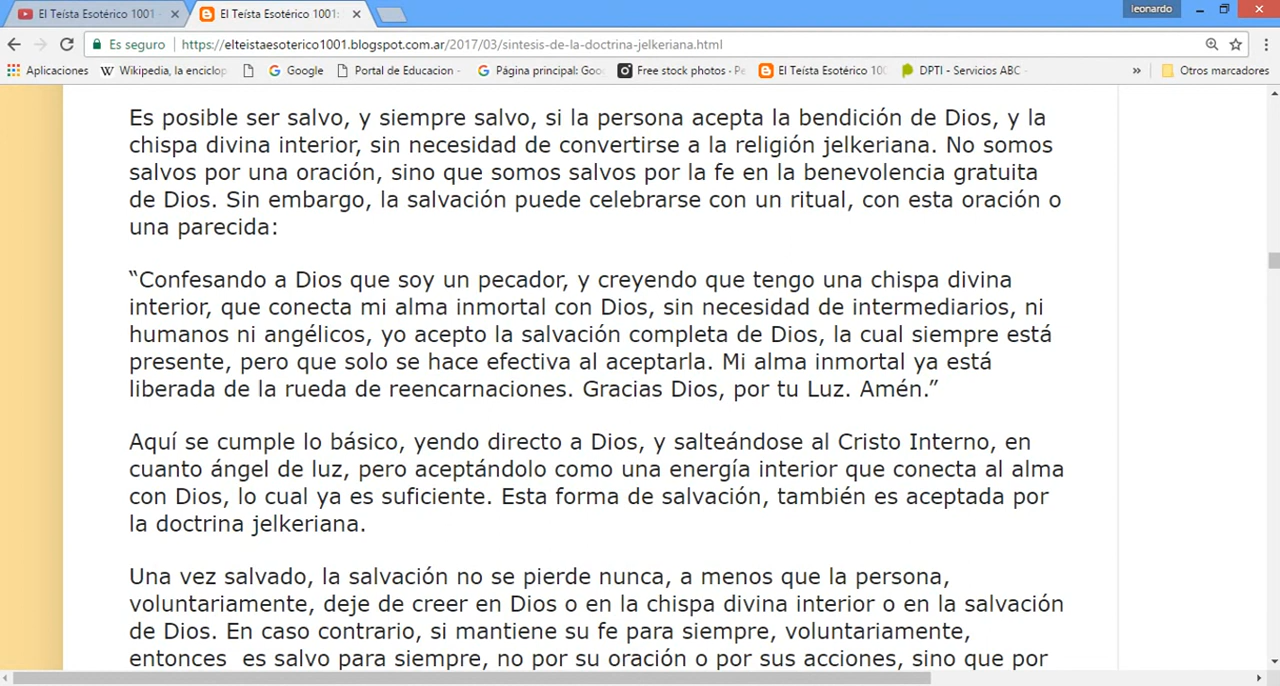 El Teísta Esotérico 1001
El Teísta Esotérico 1001:
leonardo
Es seguro
https://elteistaesoterico1001.blogspot.com.ar/2017/03/sintesis-de-la-doctrina-jelkeriana.html
Aplicaciones
Wikipedia, la enciclop
Google
Portal de Educacion -
Página principal: Goo
Free stock photos - Pe
El Teísta Esotérico 100
DPTI - Servicios ABC -
»
Otros marcadores
Es posible ser salvo, y siempre salvo, si la persona acepta la bendición de Dios, y la
chispa divina interior, sin necesidad de convertirse a la religión jelkeriana. No somos
salvos por una oración, sino que somos salvos por la fe en la benevolencia gratuita
de Dios. Sin embargo, la salvación puede celebrarse con un ritual, con esta oración o
una parecida:
“Confesando a Dios que soy un pecador, y creyendo que tengo una chispa divina
interior, que conecta mi alma inmortal con Dios, sin necesidad de intermediarios, ni
humanos ni angélicos, yo acepto la salvación completa de Dios, la cual siempre está
presente, pero que solo se hace efectiva al aceptarla. Mi alma inmortal ya está
liberada de la rueda de reencarnaciones. Gracias Dios, por tu Luz. Amén.”
Aquí se cumple lo básico, yendo directo a Dios, y salteándose al Cristo Interno, en
cuanto ángel de luz, pero aceptándolo como una energía interior que conecta al alma
con Dios, lo cual ya es suficiente. Esta forma de salvación, también es aceptada por
la doctrina jelkeriana.
Una vez salvado, la salvación no se pierde nunca, a menos que la persona,
voluntariamente, deje de creer en Dios o en la chispa divina interior o en la salvación
de Dios. En caso contrario, si mantiene su fe para siempre, voluntariamente,
entonces  es salvo para siempre, no por su oración o por sus acciones, sino que por